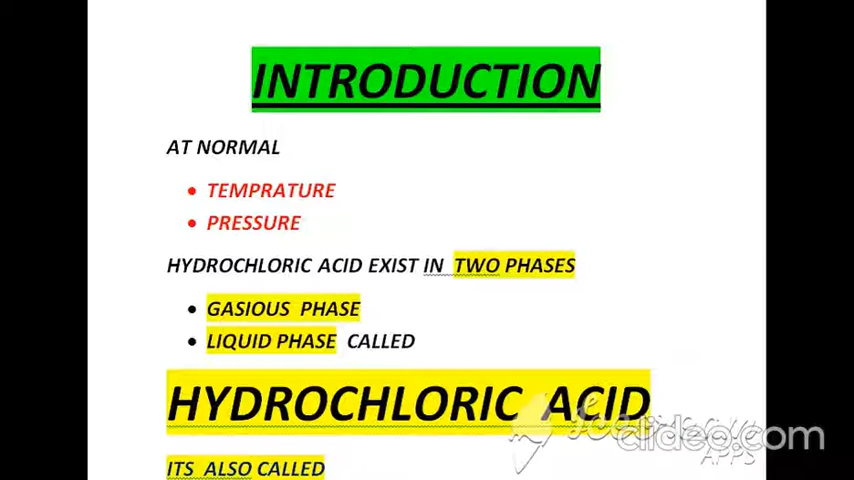 INTRODUCTION
AT NORMAL
• TEMPRATURE
• PRESSURE
HYDROCHLORIC ACID EXIST IN TWO PHASES
• GASIOUS PHASE
• LIQUID PHASE CALLED
HYDROCHLORIC ACID
clideo.com
APPS
ITS ALSO CALLED